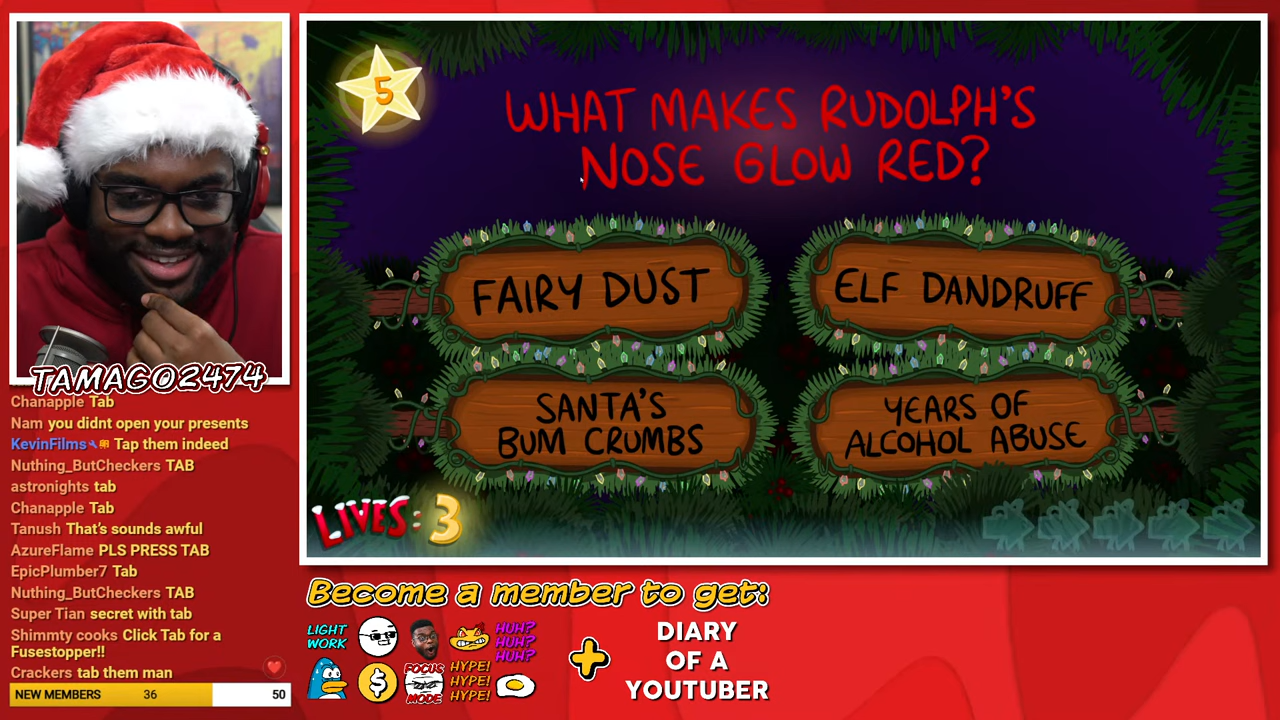 5
WHAT MAKES RUDOLPH'S
NOSE GLOW RED?
FAIRY DUST
ELF DANDRUFF
SANTA'S
BUM CRUMBS
YEARS OF
ALCOHOL ABUSE
LIVES: 3
TAMAGO2474
Chanapple Tab
Nam you didnt open your presents
KevinFilms Tap them indeed
Nuthing_ButCheckers TAB
astronights tab
Chanapple Tab
Tanush That's sounds awful
AzureFlame PLS PRESS TAB
EpicPlumber7 Tab
Nuthing_ButCheckers TAB
Super Tian secret with tab
Shimmty cooks Click Tab for a
Fusestopper!!
Crackers tab them man
NEW MEMBERS 36 50
Become a member to get:
LIGHT
WORK
HUH?
HUH?
HUH?
$
FOCUS
MODE
HYPE!
HYPE!
HYPE!
+
DIARY
OF A
YOUTUBER